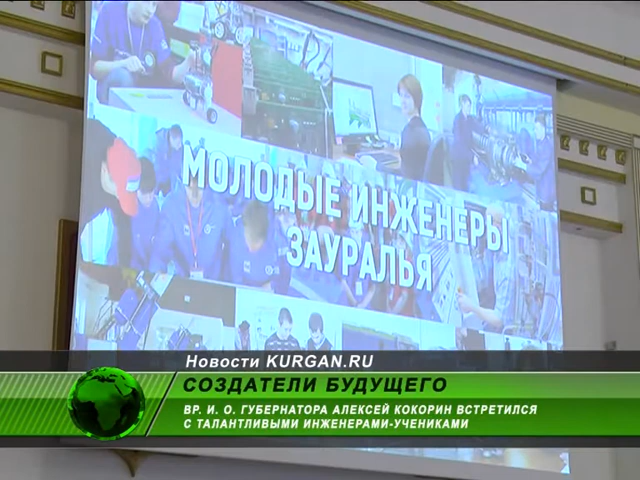 МОЛОДЫЕ ИНЖЕНЕРЫ
ЗАУРАЛЬЯ
Новости KURGAN.RU
СОЗДАТЕЛИ БУДУЩЕГО
ВР. И. О. ГУБЕРНАТОРА АЛЕКСЕЙ КОКОРИН ВСТРЕТИЛСЯ
С ТАЛАНТЛИВЫМИ ИНЖЕНЕРАМИ-УЧЕНИКАМИ